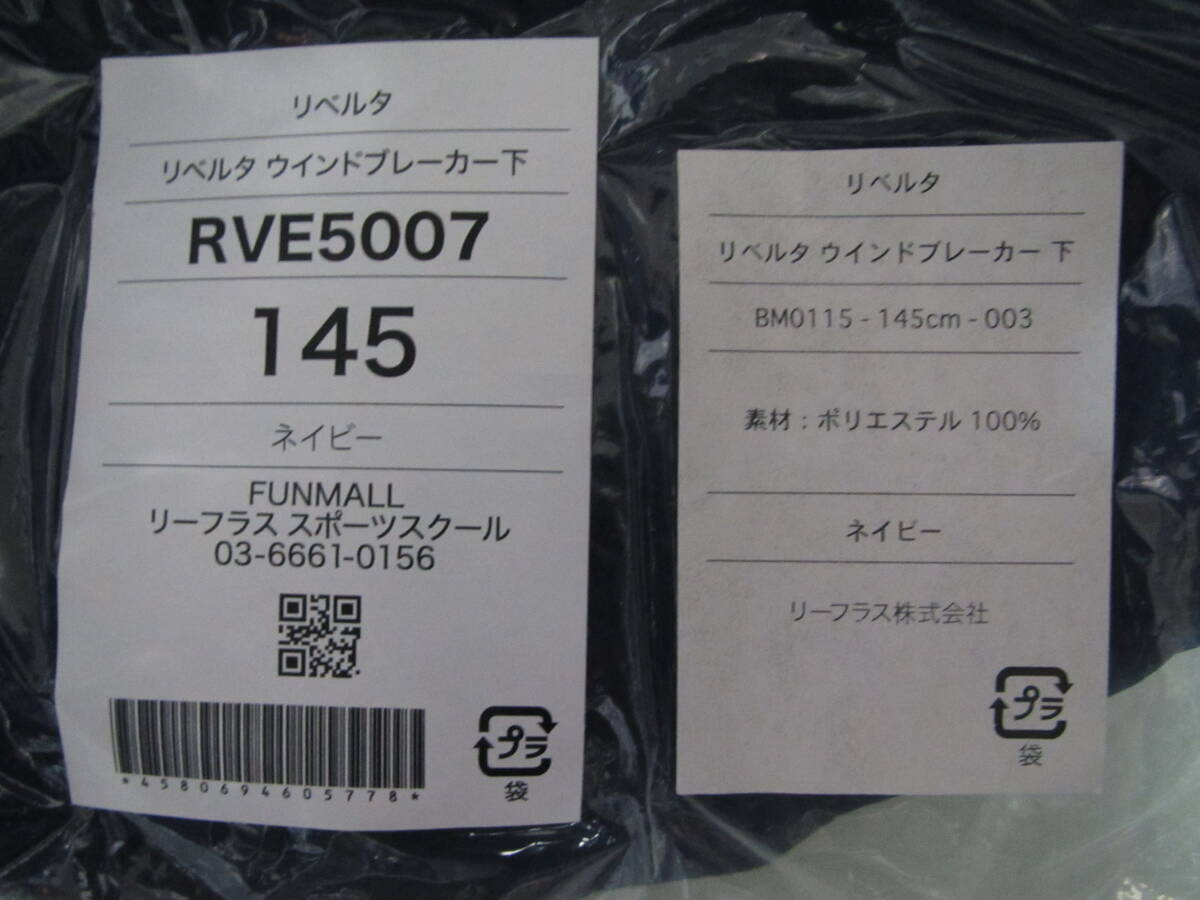 リベルタ
リベルタ ウインドブレーカー下
RVE5007
145
ネイビー
FUNMALL
リーフラス スポーツスクール
03-6661-0156
*4580694605778*
プラ
袋
リベルタ
リベルタ ウインドブレーカー 下
BM0115 - 145cm - 003
素材 : ポリエステル 100%
ネイビー
リーフラス株式会社
プラ
袋